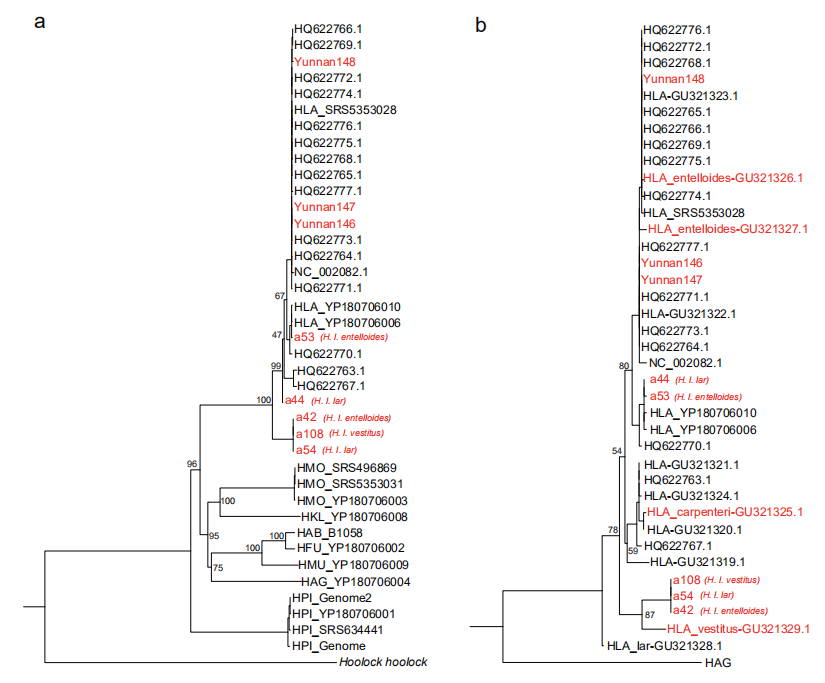 a
HQ622766.1
HQ622769.1
Yunnan148
HQ622772.1
HQ622774.1
HLA_SRS5353028
HQ622776.1
HQ622775.1
HQ622768.1
HQ622765.1
HQ622777.1
Yunnan147
Yunnan146
HQ622773.1
HQ622764.1
NC_002082.1
HQ622771.1
67
HLA_YP180706010
HLA_YP180706006
47
a53 (H. l. entelloides)
HQ622770.1
99
HQ622763.1
HQ622767.1
100
a44 (H. l. lar)
a42 (H. l. entelloides)
a108 (H. l. vestitus)
a54 (H. l. lar)
96
HMO_SRS496869
HMO_SRS5353031
100
HMO_YP180706003
HKL_YP180706008
95
100
HAB_B1058
100
HFU_YP180706002
75
HMU_YP180706009
HAG_YP180706004
HPI_Genome2
HPI_YP180706001
HPI_SRS634441
HPI_Genome
Hoolock hoolock
b
HQ622776.1
HQ622772.1
HQ622768.1
Yunnan148
HLA-GU321323.1
HQ622765.1
HQ622766.1
HQ622769.1
HQ622775.1
HLA_entelloides-GU321326.1
HQ622774.1
HLA_SRS5353028
HLA_entelloides-GU321327.1
HQ622777.1
Yunnan146
Yunnan147
HQ622771.1
HLA-GU321322.1
HQ622773.1
HQ622764.1
NC_002082.1
80
a44 (H. l. lar)
a53 (H. l. entelloides)
HLA_YP180706010
HLA_YP180706006
HQ622770.1
54
HLA-GU321321.1
HQ622763.1
HLA-GU321324.1
HLA_carpenteri-GU321325.1
78
HLA-GU321320.1
59
HQ622767.1
HLA-GU321319.1
a108 (H. l. vestitus)
a54 (H. l. lar)
87
a42 (H. l. entelloides)
HLA_vestitus-GU321329.1
HLA_lar-GU321328.1
HAG